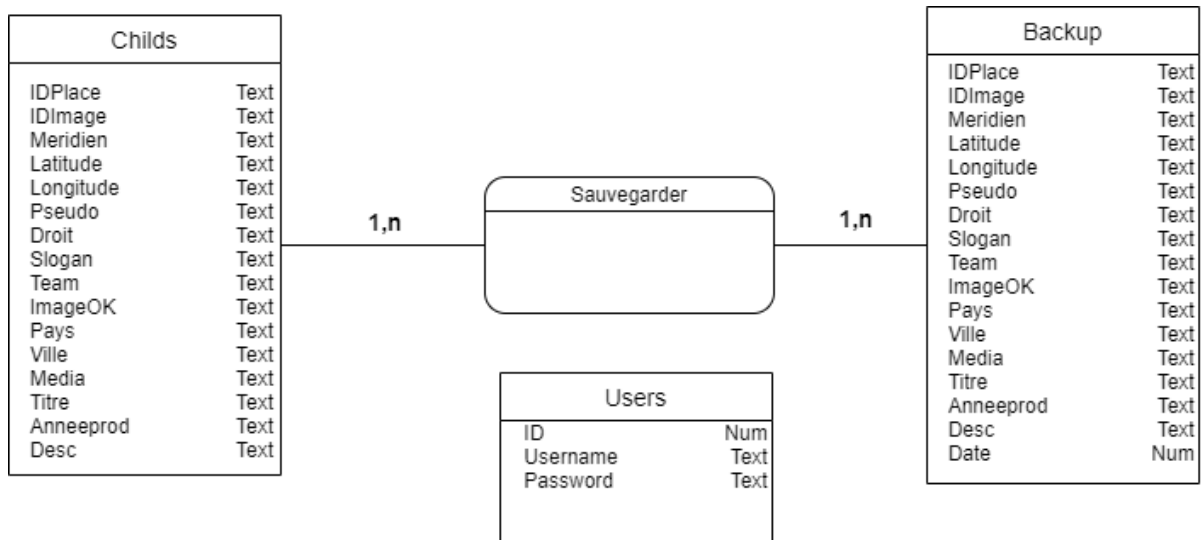 Childs
IDPlace Text
IDImage Text
Meridien Text
Latitude Text
Longitude Text
Pseudo Text
Droit Text
Slogan Text
Team Text
ImageOK Text
Pays Text
Ville Text
Media Text
Titre Text
Anneeprod Text
Desc Text
1,n
Sauvegarder
1,n
Backup
IDPlace Text
IDImage Text
Meridien Text
Latitude Text
Longitude Text
Pseudo Text
Droit Text
Slogan Text
Team Text
ImageOK Text
Pays Text
Ville Text
Media Text
Titre Text
Anneeprod Text
Desc Text
Date Num
Users
ID Num
Username Text
Password Text